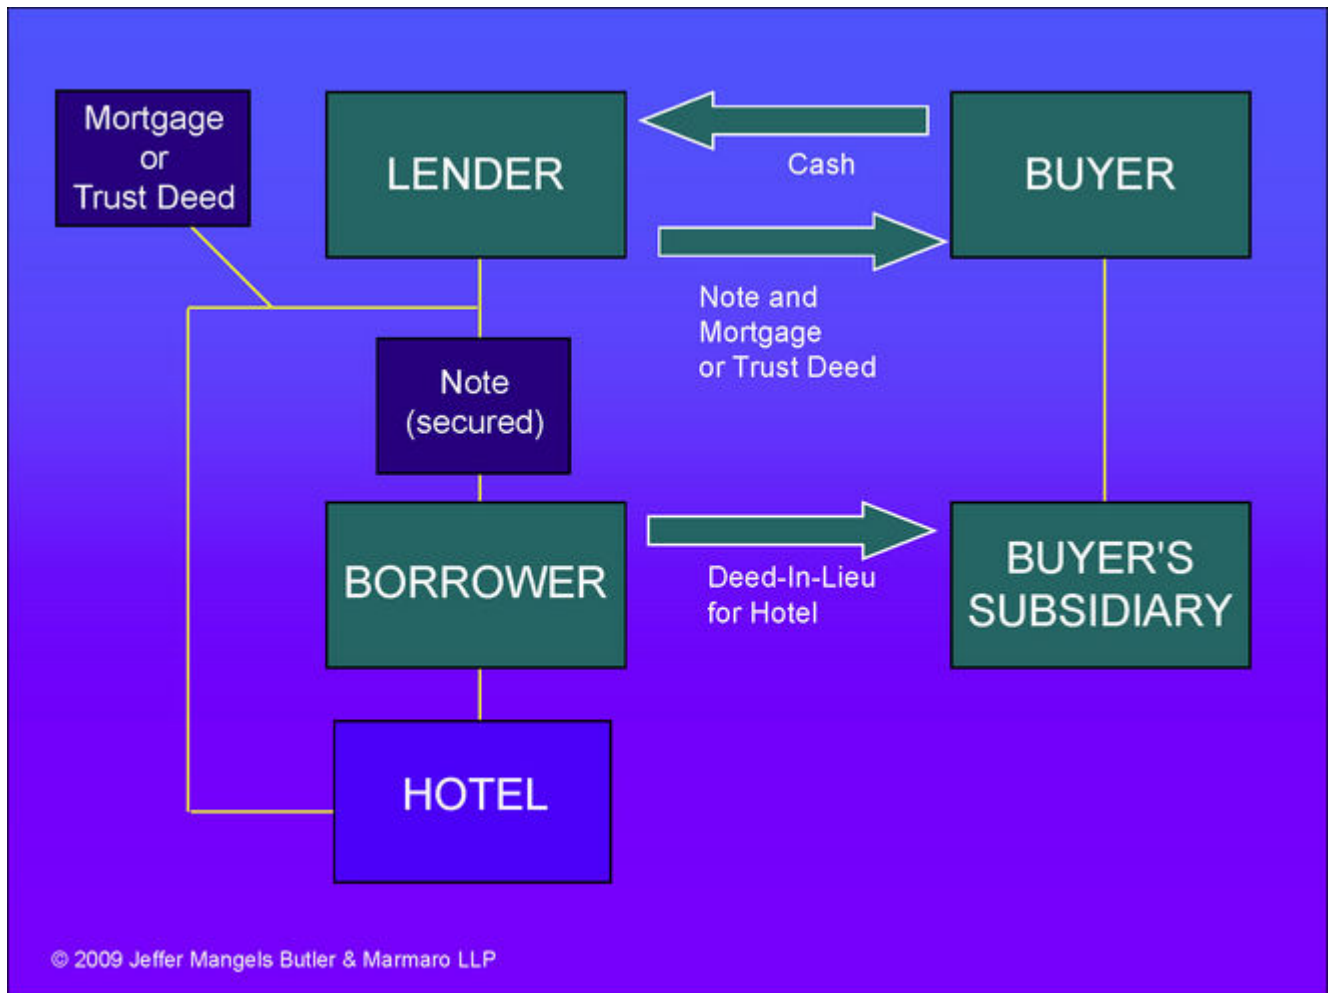 Mortgage
or
Trust Deed
LENDER
Cash
BUYER
Note and
Mortgage
or Trust Deed
Note
(secured)
BORROWER
Deed-In-Lieu
for Hotel
BUYER'S
SUBSIDIARY
HOTEL
© 2009 Jeffer Mangels Butler & Marmaro LLP